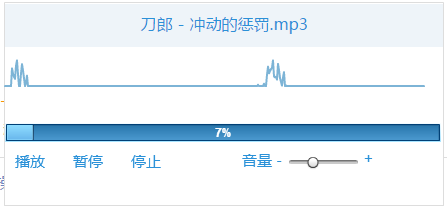 刀郎 - 冲动的惩罚.mp3
7%
播放 暂停 停止 音量 - +